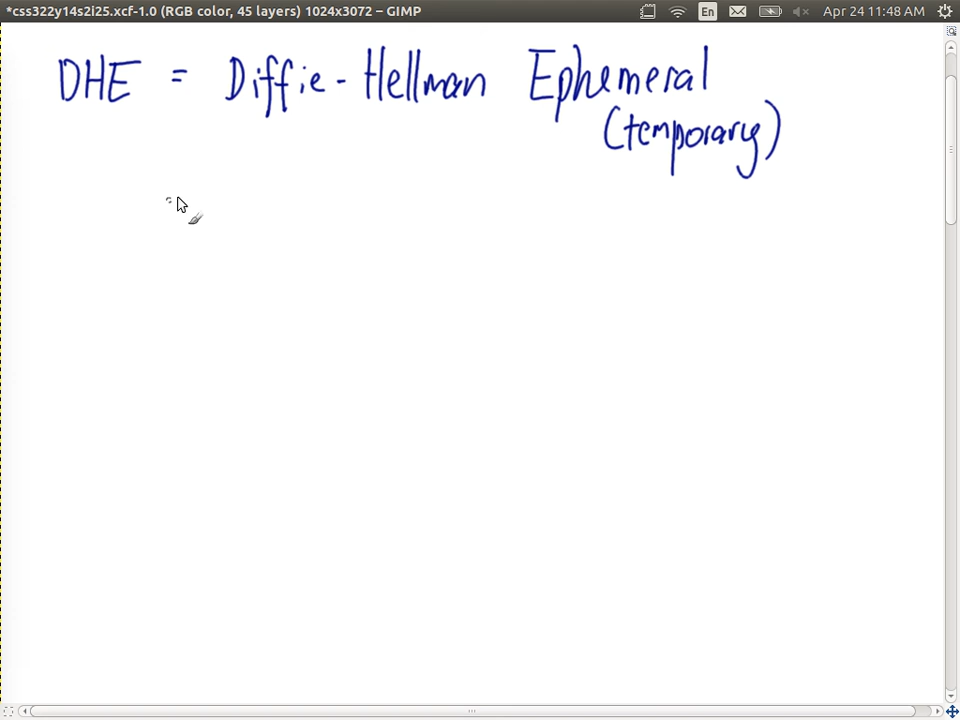 *css322y14s2i25.xcf-1.0 (RGB color, 45 layers) 1024x3072 – GIMP
En
Apr 24 11:48 AM
DHE = Diffie-Hellman Ephemeral
(temporary)